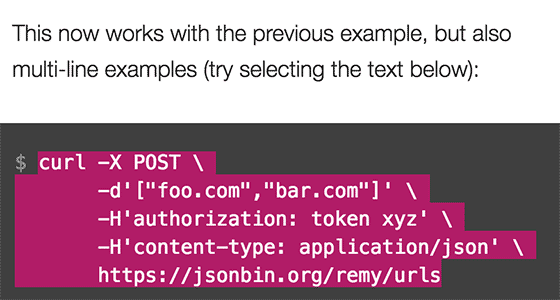 This now works with the previous example, but also
multi-line examples (try selecting the text below):
$ curl -X POST \
-d'["foo.com","bar.com"]' \
-H'authorization: token xyz' \
-H'content-type: application/json' \
https://jsonbin.org/remy/urls